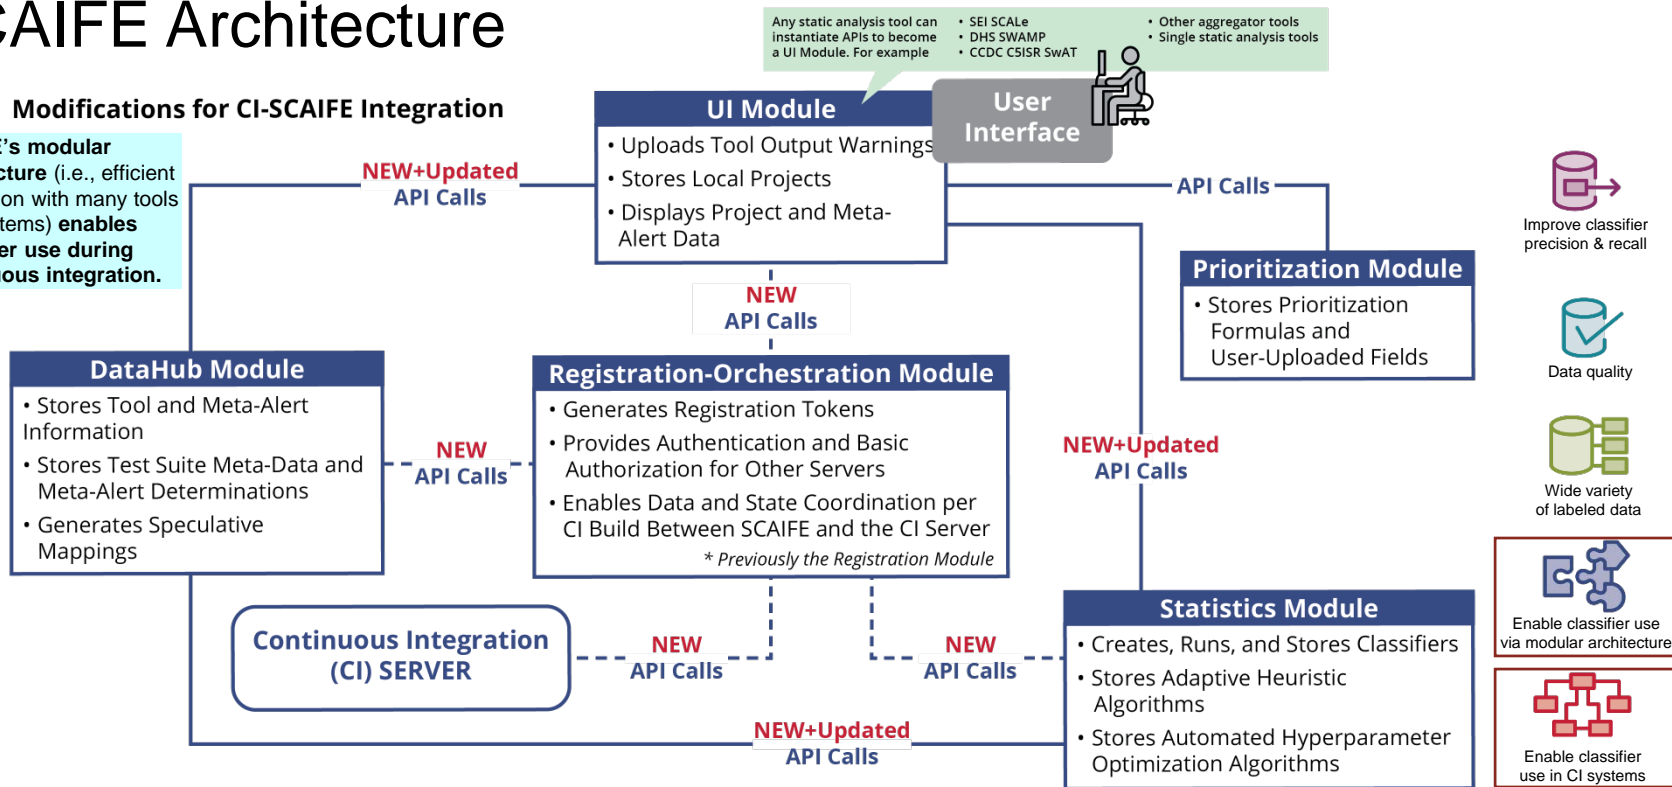 CAIFE Architecture
Modifications for CI-SCAIFE Integration
E's modular
cture (i.e., efficient
on with many tools
tems) enables
er use during
uous integration.
Any static analysis tool can
instantiate APIs to become
a UI Module. For example
• SEI SCALe
• DHS SWAMP
• CCDC C5ISR SwAT
• Other aggregator tools
• Single static analysis tools
UI Module
• Uploads Tool Output Warnings
• Stores Local Projects
• Displays Project and Meta-
Alert Data
User
Interface
NEW+Updated
API Calls
API Calls
NEW
API Calls
Prioritization Module
• Stores Prioritization
Formulas and
User-Uploaded Fields
DataHub Module
• Stores Tool and Meta-Alert
Information
• Stores Test Suite Meta-Data and
Meta-Alert Determinations
• Generates Speculative
Mappings
NEW
API Calls
Registration-Orchestration Module
• Generates Registration Tokens
• Provides Authentication and Basic
Authorization for Other Servers
• Enables Data and State Coordination per
CI Build Between SCAIFE and the CI Server
* Previously the Registration Module
NEW+Updated
API Calls
Continuous Integration
(CI) SERVER
NEW
API Calls
NEW
API Calls
Statistics Module
• Creates, Runs, and Stores Classifiers
• Stores Adaptive Heuristic
Algorithms
• Stores Automated Hyperparameter
Optimization Algorithms
NEW+Updated
API Calls
Improve classifier
precision & recall
Data quality
Wide variety
of labeled data
Enable classifier use
via modular architecture
Enable classifier
use in CI systems